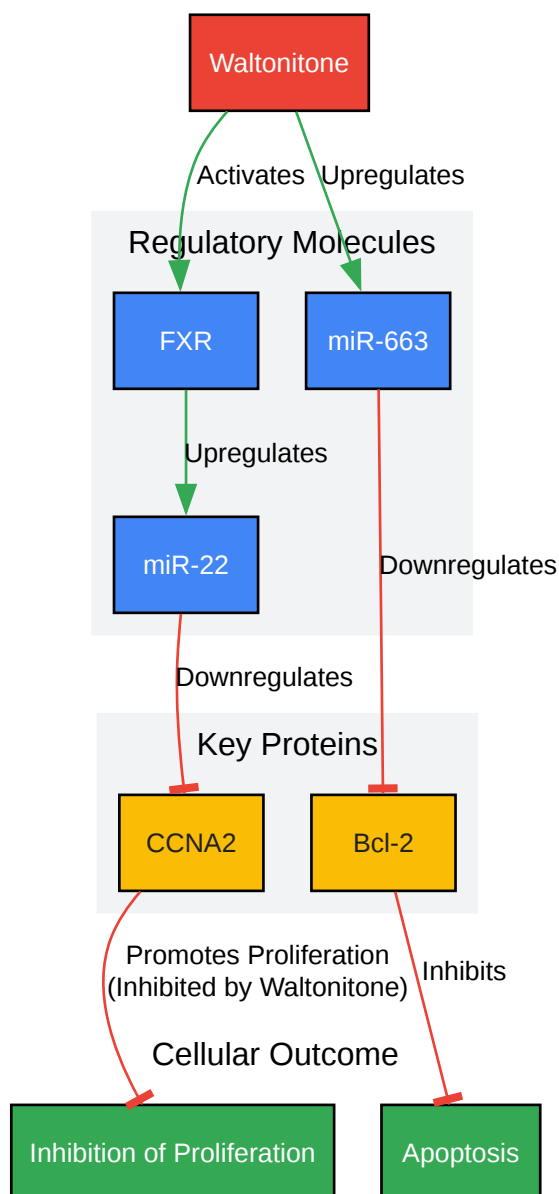 Waltonitone
Activates
Upregulates
Regulatory Molecules
FXR
miR-663
Upregulates
miR-22
Downregulates
Downregulates
Key Proteins
CCNA2
Bcl-2
Promotes Proliferation
(Inhibited by Waltonitone)
Inhibits
Cellular Outcome
Inhibition of Proliferation
Apoptosis